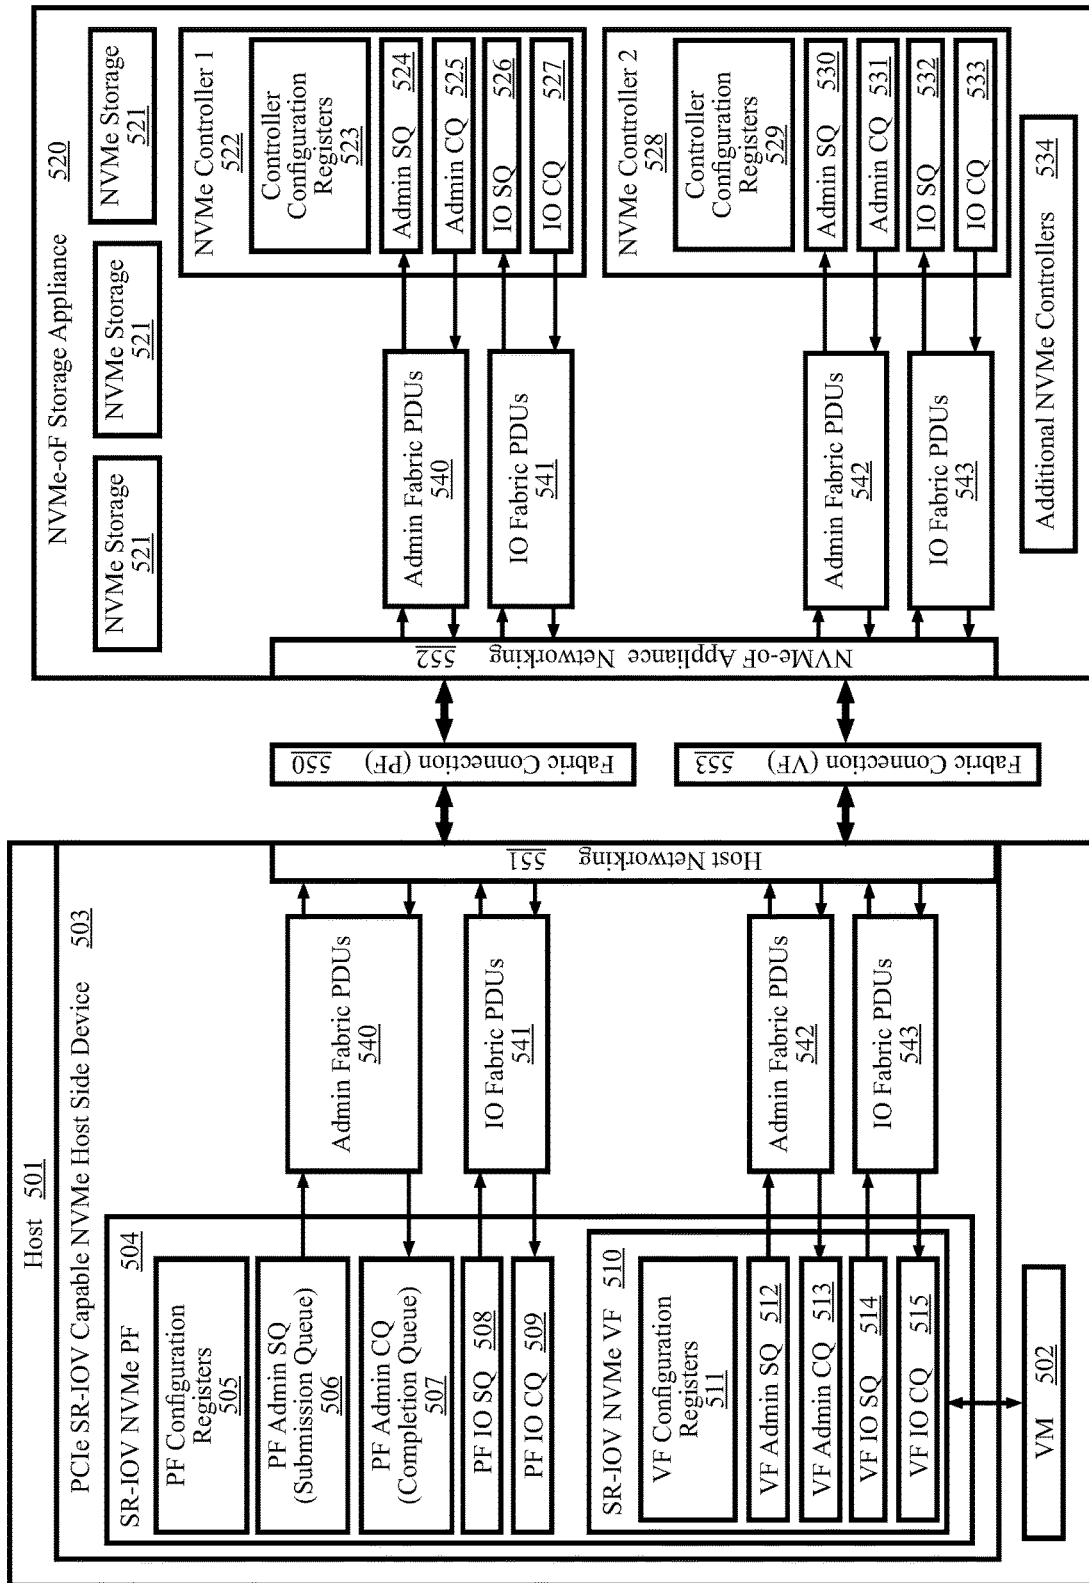 Host 501
PCIe SR-IOV Capable NVMe Host Side Device 503
SR-IOV NVMe PF 504
PF Configuration
Registers
505
PF Admin SQ
(Submission Queue)
506
PF Admin CQ
(Completion Queue)
507
PF IO SQ 508
PF IO CQ 509
SR-IOV NVMe VF 510
VF Configuration
Registers
511
VF Admin SQ 512
VF Admin CQ 513
VF IO SQ 514
VF IO CQ 515
VM 502
Admin Fabric PDUs
540
IO Fabric PDUs
541
Admin Fabric PDUs
542
IO Fabric PDUs
543
Host Networking 551
Fabric Connection (PF) 550
Fabric Connection (VF) 553
NVMe-oF Storage Appliance 520
NVMe Storage
521
NVMe Storage
521
NVMe Storage
521
NVMe-oF Appliance Networking 552
Admin Fabric PDUs
540
IO Fabric PDUs
541
Admin Fabric PDUs
542
IO Fabric PDUs
543
NVMe Controller 1
522
Controller
Configuration
Registers
523
Admin SQ 524
Admin CQ 525
IO SQ 526
IO CQ 527
NVMe Controller 2
528
Controller
Configuration
Registers
529
Admin SQ 530
Admin CQ 531
IO SQ 532
IO CQ 533
Additional NVMe Controllers 534